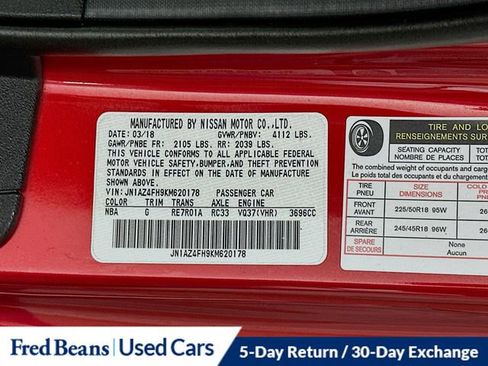 MANUFACTURED BY NISSAN MOTOR CO.,LTD.
DATE: 03/18 GVWR/PNBV: 4112 LBS.
GAWR/PNBE FR: 2105 LBS. RR: 2039 LBS.
THIS VEHICLE CONFORMS TO ALL APPLICABLE FEDERAL
MOTOR VEHICLE SAFETY,BUMPER,AND THEFT PREVENTION
STANDARDS IN EFFECT ON THE DATE OF MANUFACTURE
SHOWN ABOVE.
VIN:JN1AZ4FH9KM620178 PASSENGER CAR
COLOR TRIM TRANS AXLE ENGINE
NBA G RE7R01A RC33 VQ37(VHR) 3696CC
JN1AZ4FH9KM620178
TIRE AND
RENSEIGNEMENTS SUR
SEATING CAPACITY
NOMBRE DE PLACES
The combined weight of occupants and cargo
Le poids total des occupants et
TIRE
PNEU
SIZE
DIMENSIONS
FRONT
AVANT
225/50R18 95W
REAR
ARRIÈRE
245/45R18 96W
SPARE
DE SECOURS
None
Aucun
Fred Beans | Used Cars
5-Day Return / 30-Day Exchange